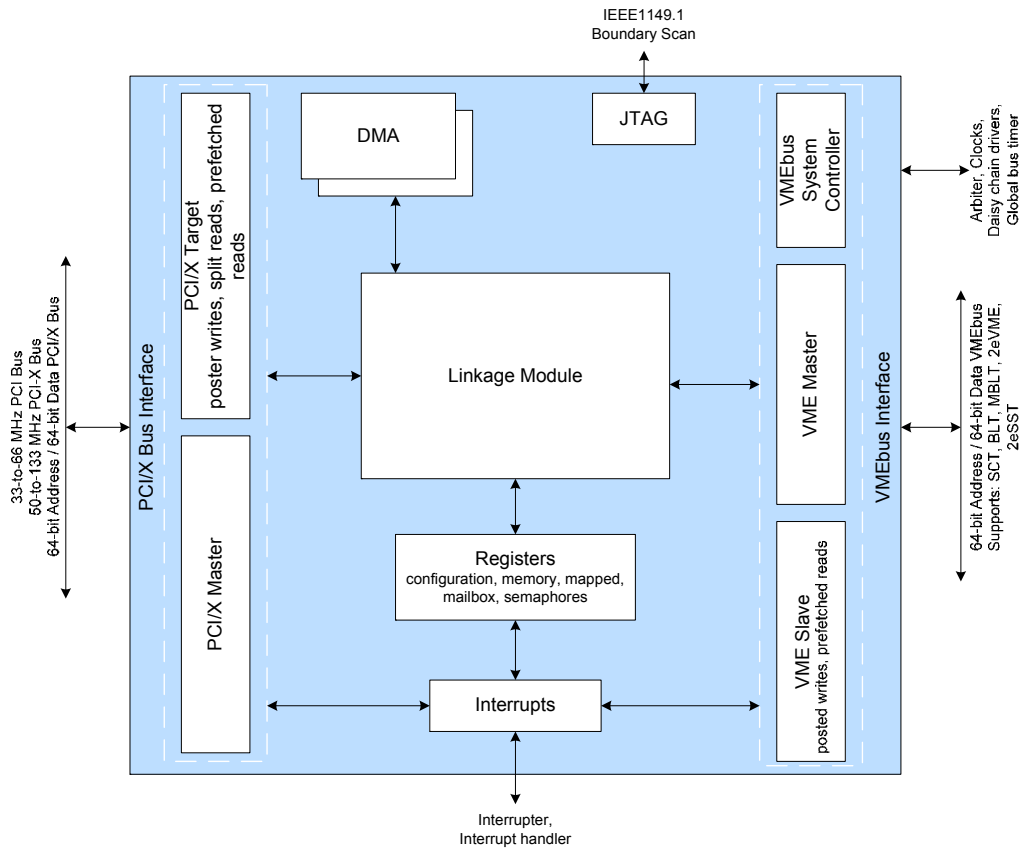 IEEE1149.1
Boundary Scan
DMA
JTAG
PCI/X Target
poster writes, split reads, prefetched
reads
VMEbus
System
Controller
Arbiter, Clocks,
Daisy chain drivers,
Global bus timer
Linkage Module
VME Master
33-to-66 MHz PCI Bus
50-to-133 MHz PCI-X Bus
64-bit Address / 64-bit Data PCI/X Bus
PCI/X Bus Interface
VMEbus Interface
64-bit Address / 64-bit Data VMEbus
Supports: SCT, BLT, MBLT, 2eVME,
2eSST
PCI/X Master
Registers
configuration, memory, mapped,
mailbox, semaphores
VME Slave
posted writes, prefetched reads
Interrupts
Interrupter,
Interrupt handler